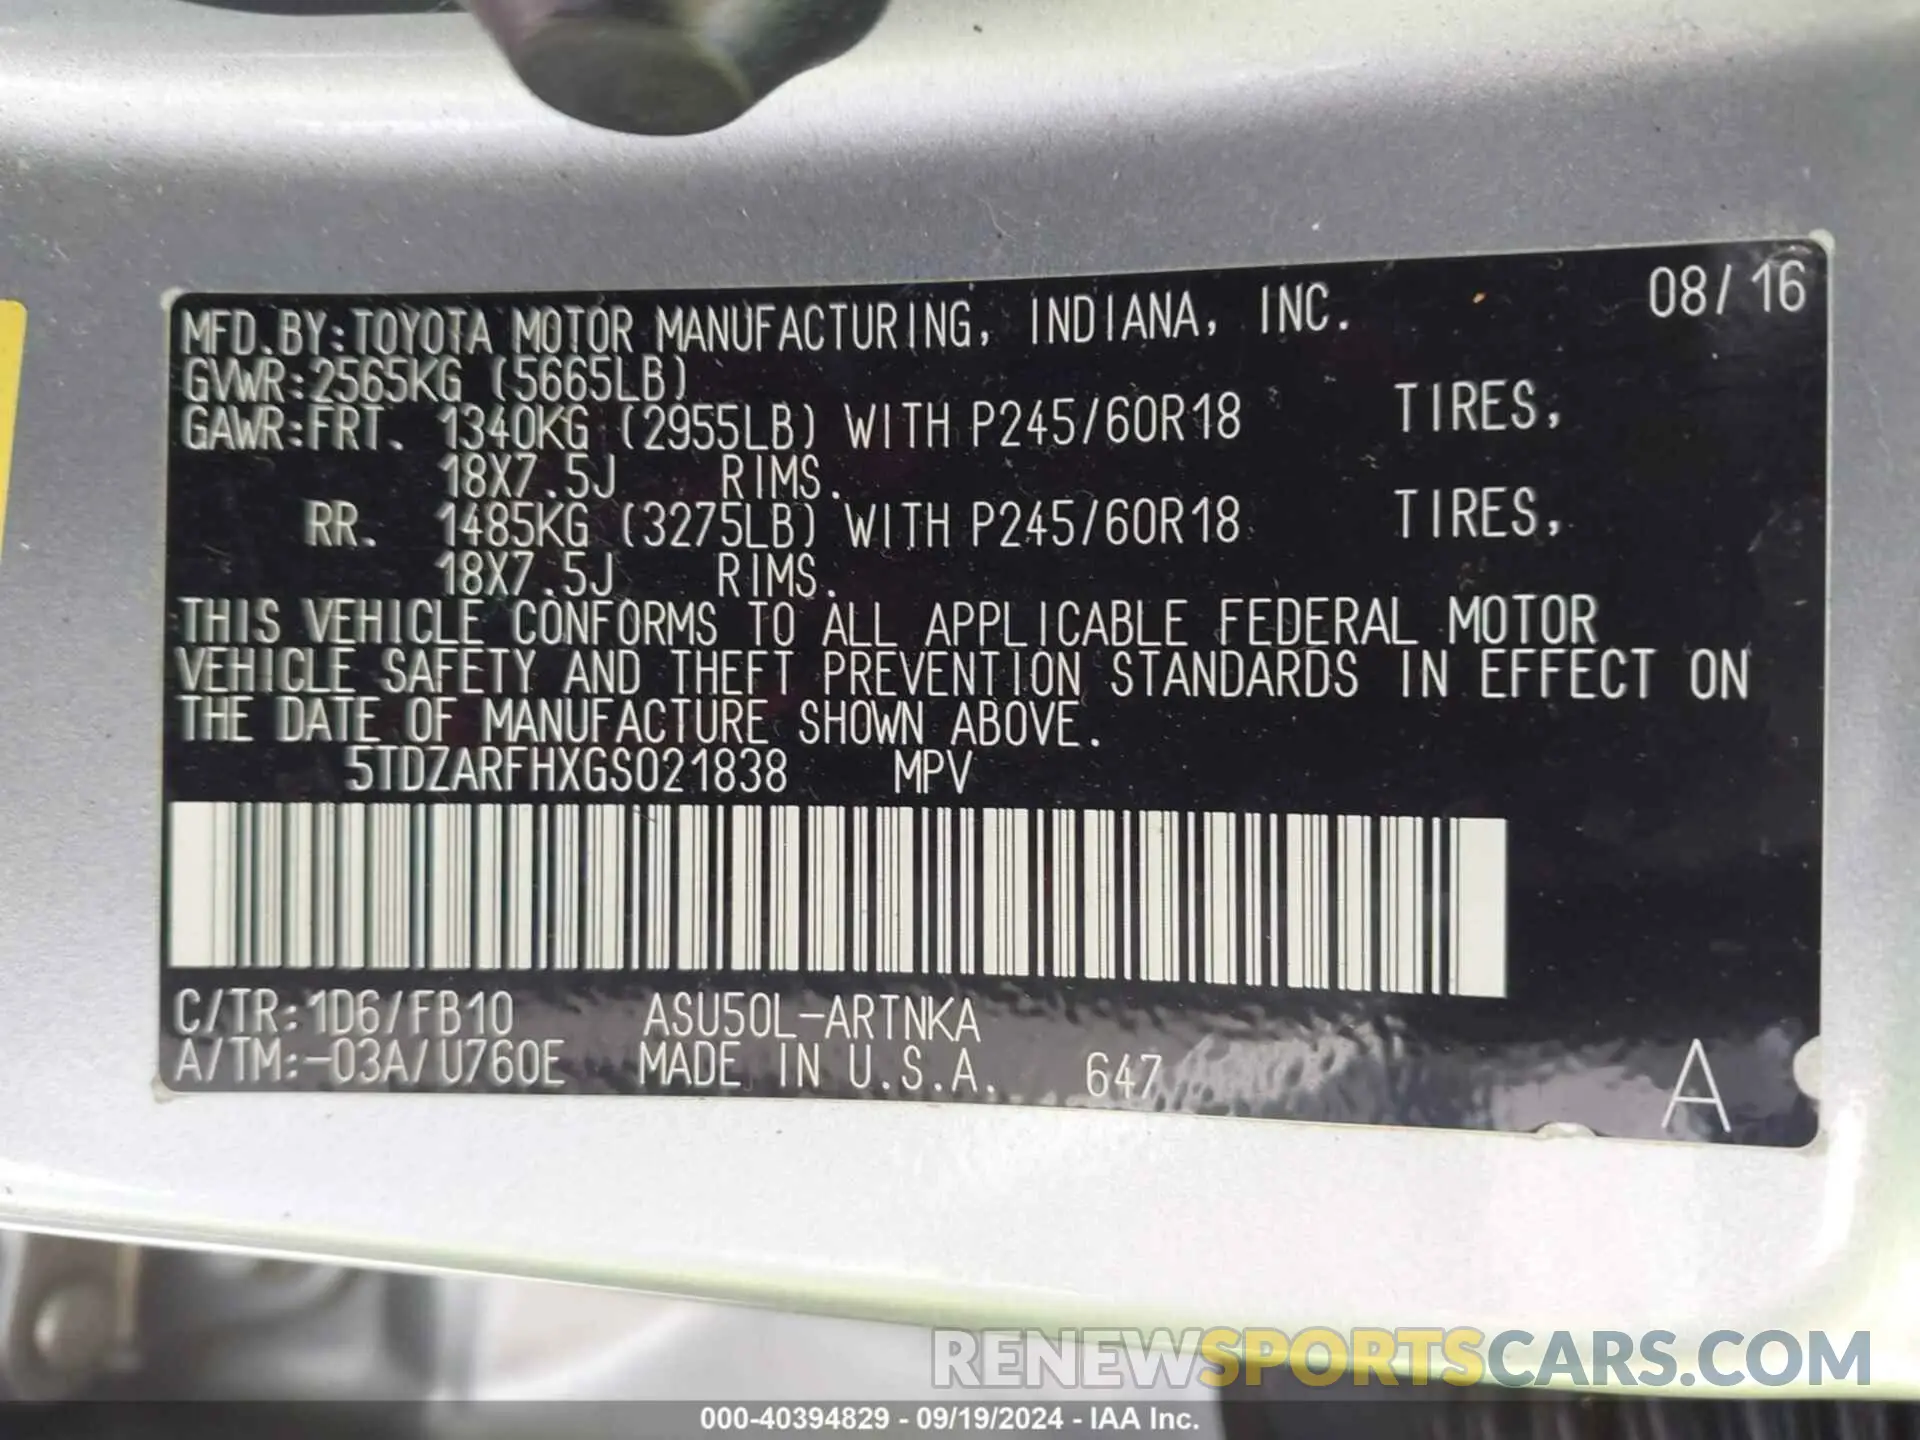 MFD.BY:TOYOTA MOTOR MANUFACTURING, INDIANA, INC. 08/16
GVWR:2565KG (5665LB)
GAWR:FRT. 1340KG (2955LB) WITH P245/60R18 TIRES,
18X7.5J RIMS.
RR. 1485KG (3275LB) WITH P245/60R18 TIRES,
18X7.5J RIMS.
THIS VEHICLE CONFORMS TO ALL APPLICABLE FEDERAL MOTOR
VEHICLE SAFETY AND THEFT PREVENTION STANDARDS IN EFFECT ON
THE DATE OF MANUFACTURE SHOWN ABOVE.
5TDZARFHXGS021838 MPV
C/TR:1D6/FB10 ASU50L-ARTNKA
A/TM:-03A/U760E MADE IN U.S.A. 647 A
RENEWSPORTSCARS.COM
000-40394829 - 09/19/2024 - IAA Inc.